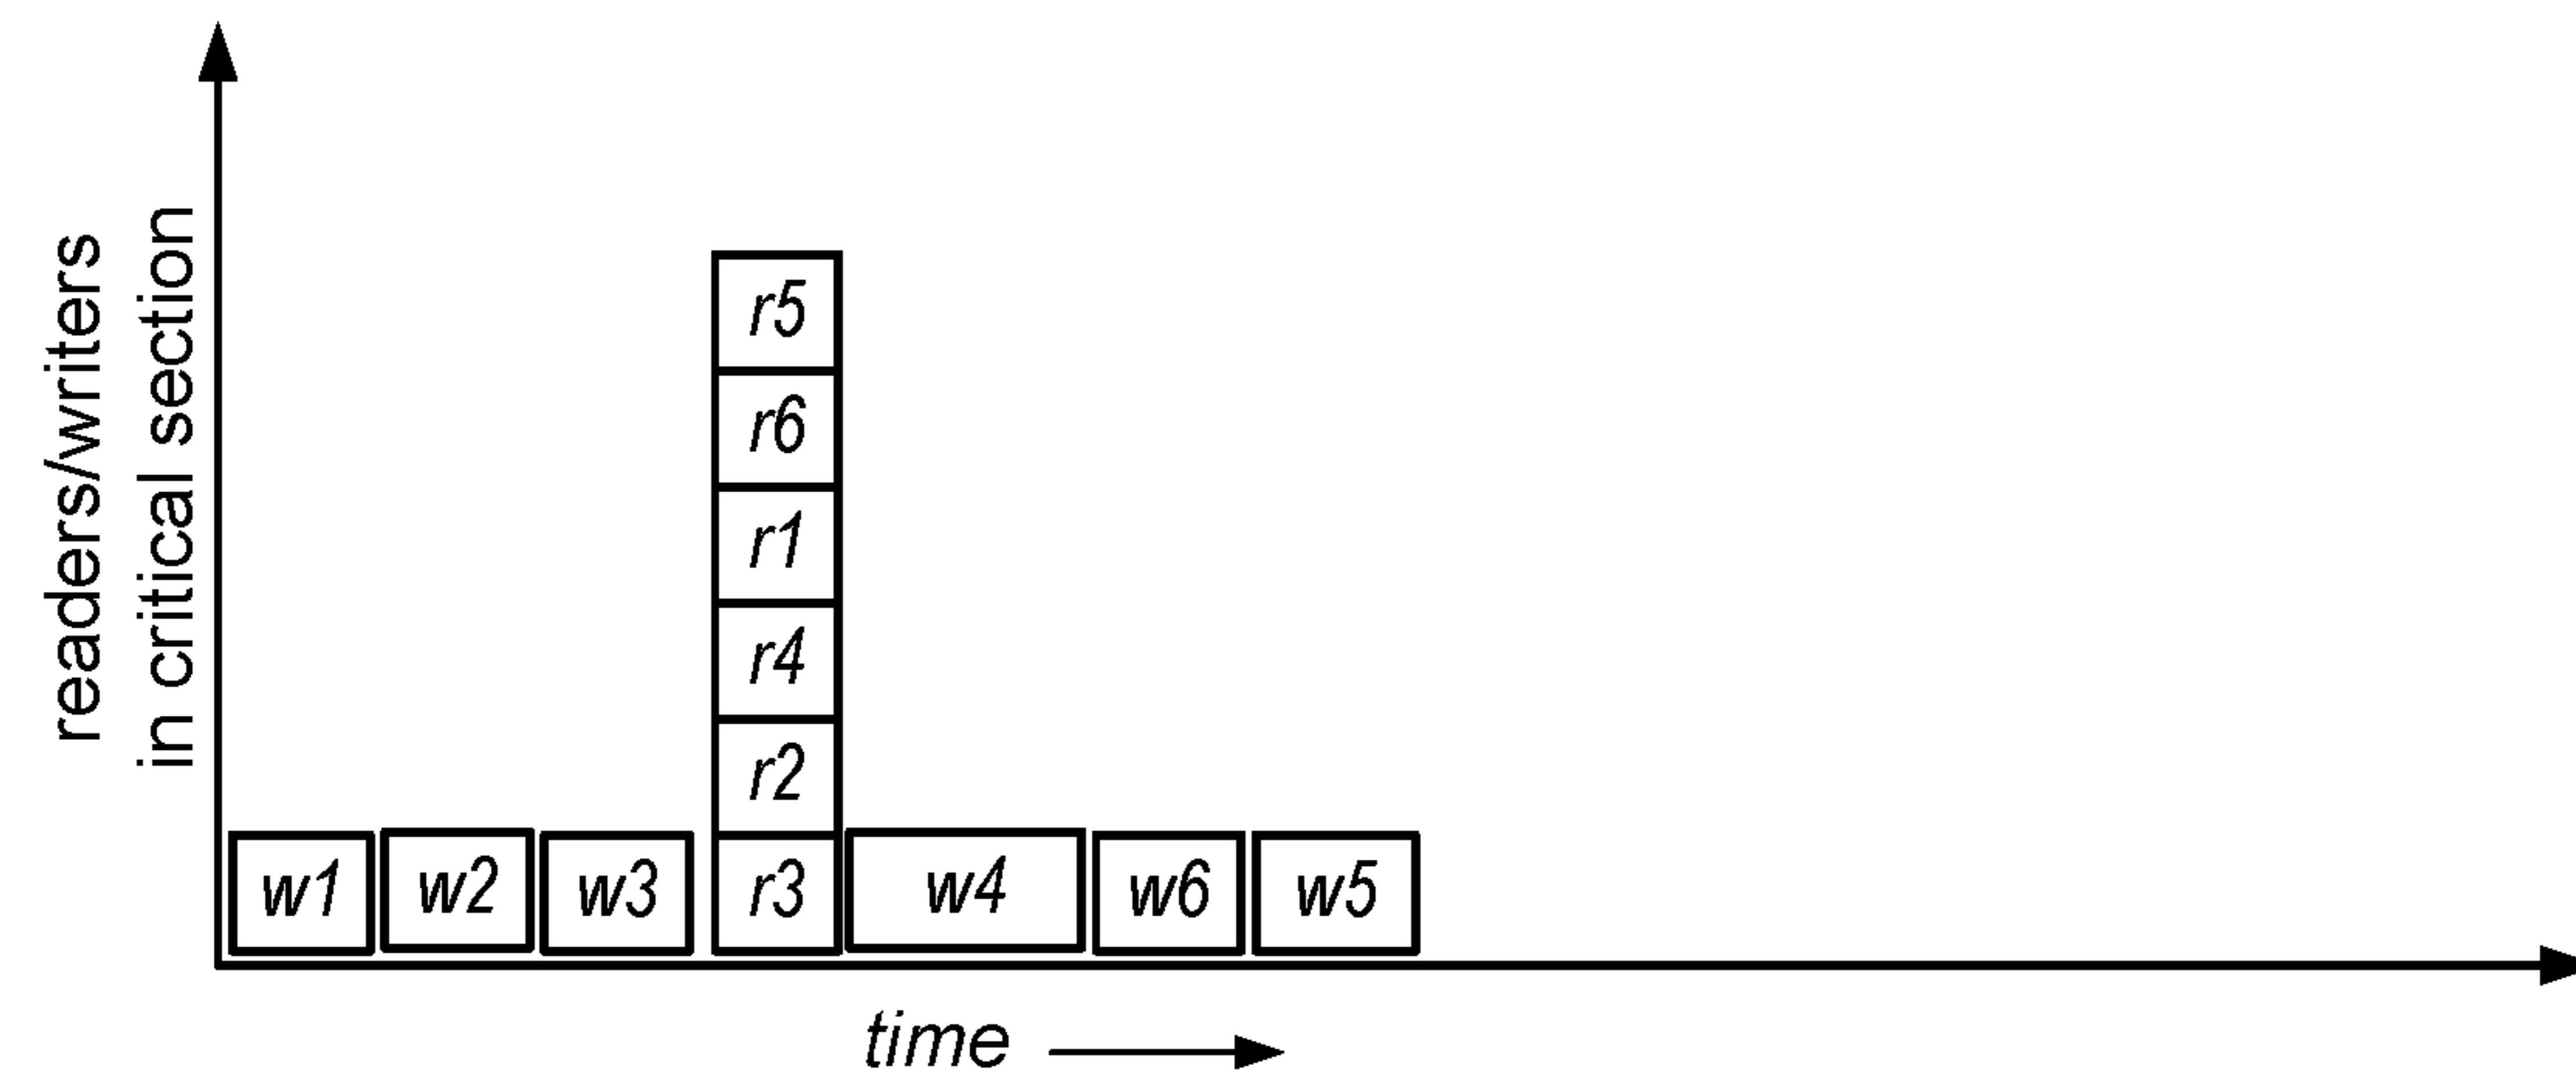 readers/writers
in critical section
r5
r6
r1
r4
r2
w1 w2 w3 r3 w4 w6 w5
time